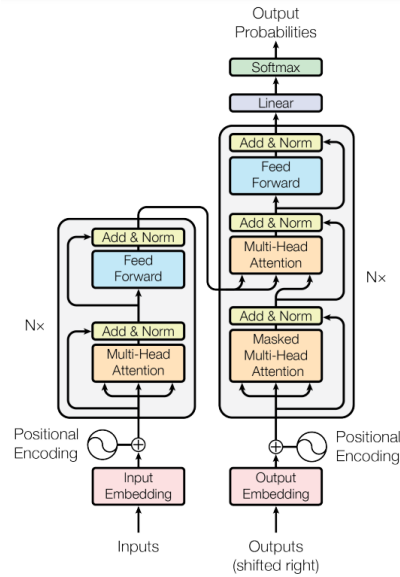 Output
Probabilities
Softmax
Linear
Add & Norm
Feed
Forward
Add & Norm
Multi-Head
Attention
Add & Norm
Masked
Multi-Head
Attention
N×
Add & Norm
Feed
Forward
N×
Add & Norm
Multi-Head
Attention
Positional
Encoding
Positional
Encoding
Input
Embedding
Output
Embedding
Inputs
Outputs
(shifted right)